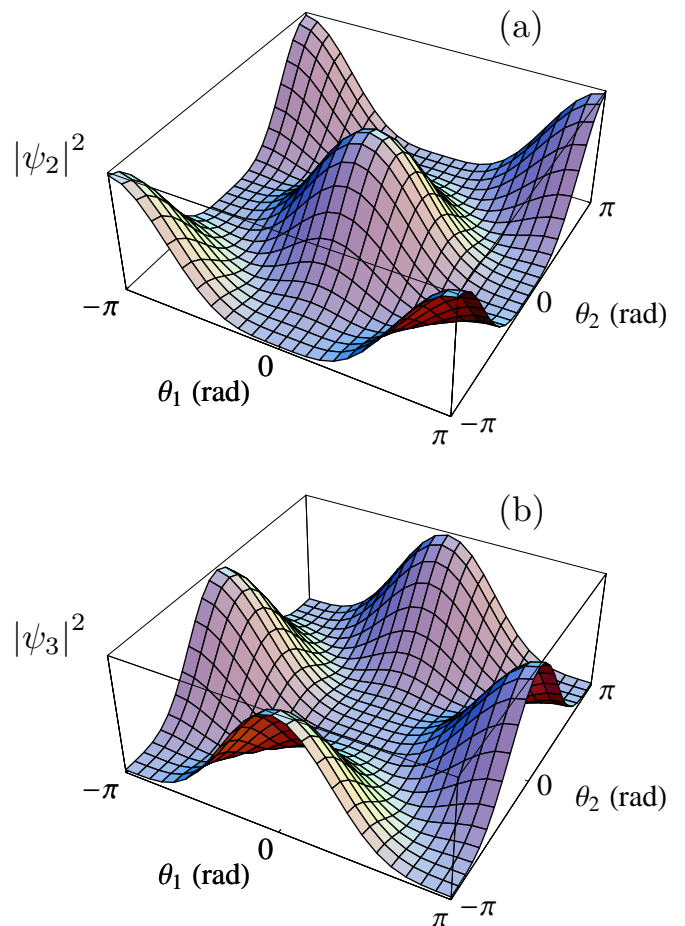 (a)
|ψ₂|²
−π
0
θ₁ (rad)
π
−π
0
θ₂ (rad)
π
(b)
|ψ₃|²
−π
0
θ₁ (rad)
π
−π
0
θ₂ (rad)
π